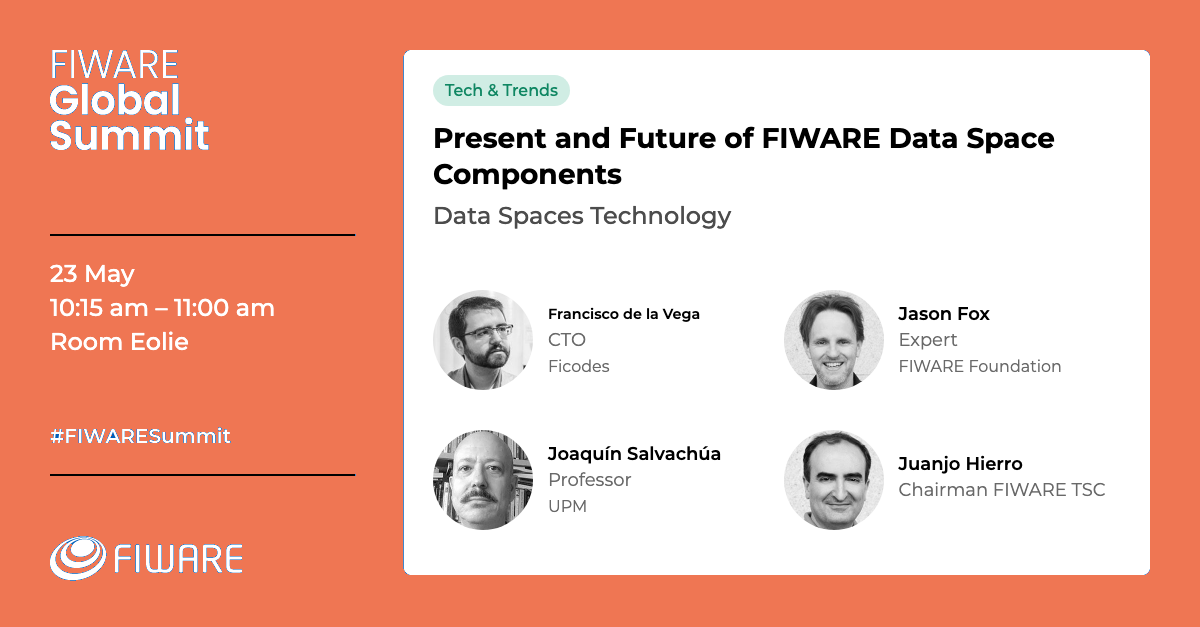 FIWARE
Global
Summit
23 May
10:15 am – 11:00 am
Room Eolie
#FIWARESummit
FIWARE
Tech & Trends
Present and Future of FIWARE Data Space
Components
Data Spaces Technology
Francisco de la Vega
CTO
Ficodes
Jason Fox
Expert
FIWARE Foundation
Joaquín Salvachúa
Professor
UPM
Juanjo Hierro
Chairman FIWARE TSC